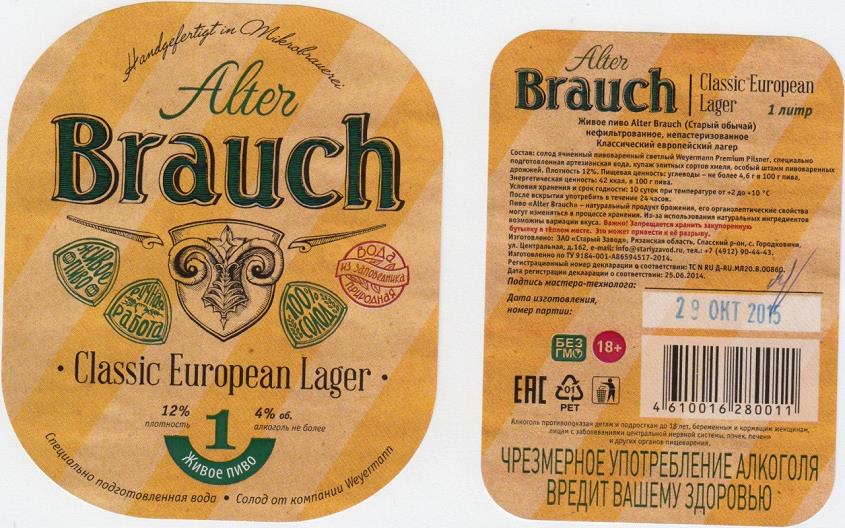 Handgefertigt in Mikrobrauerei
Alter
Brauch
ЖИВОЕ
ПИВО
РУЧНАЯ
РАБОТА
100%
СОЛОД
ВОДА
ИЗ ЗАПОВЕДНИКА
ПРИРОДНАЯ
· Classic European Lager ·
12%
плотность
1
4% об.
алкоголь не более
Живое пиво
Специально подготовленная вода • Солод от компании Weyermann
Alter
Brauch
Classic European
Lager
1 литр
Живое пиво Alter Brauch (Старый обычай)
нефильтрованное, непастеризованное
Классический европейский лагер
Состав: солод ячменный пивоваренный светлый Weyermann Premium Pilsner, специально
подготовленная артезианская вода, купаж элитных сортов хмеля, особый штамм пивоваренных
дрожжей. Плотность 12%. Пищевая ценность: углеводы – не более 4,6 г в 100 г пива.
Энергетическая ценность: 42 ккал. в 100 г пива.
Условия хранения и срок годности: 10 суток при температуре от +2 до +10 °С
После вскрытия употребить в течение 24 часов.
Пиво «Alter Brauch» – натуральный продукт брожения, его органолептические свойства
могут изменяться в процессе хранения. Из-за использования натуральных ингредиентов
возможны вариации вкуса. Важно! Запрещается хранить закупоренную
бутылку в тёплом месте. Это может привести к её разрыву.
Изготовлено: ЗАО «Старый Завод», Рязанская область, Спасский р-он, с. Городковичи,
ул. Центральная, д.162, e-mail: info@stariyzavod.ru, тел.: +7 (4912) 90-44-43.
Изготовлено по ТУ 9184-001-А86594517-2014.
Регистрационный номер декларации о соответствии: ТС N RU Д-RU.МЯ20.В.00860.
Дата регистрации декларации о соответствии: 25.06.2014.
Подпись мастера-технолога:
Дата изготовления,
номер партии:
29 ОКТ 2015
БЕЗ
ГМО
18+
EAC
01
PET
4 610016 280011
Алкоголь противопоказан детям и подросткам до 18 лет, беременным и кормящим женщинам,
лицам с заболеваниями центральной нервной системы, почек, печени
и других органов пищеварения.
ЧРЕЗМЕРНОЕ УПОТРЕБЛЕНИЕ АЛКОГОЛЯ
ВРЕДИТ ВАШЕМУ ЗДОРОВЬЮ